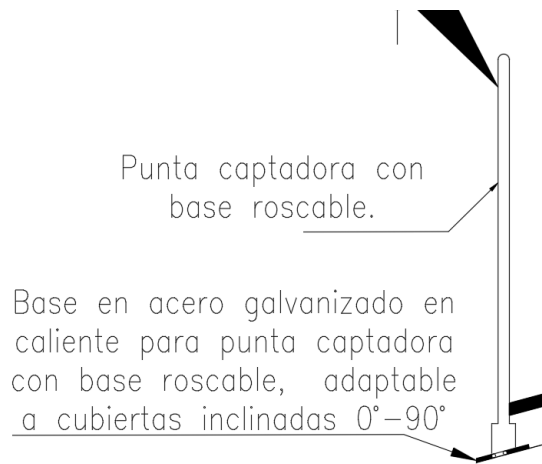 Punta captadora con
base roscable.
Base en acero galvanizado en
caliente para punta captadora
con base roscable, adaptable
a cubiertas inclinadas 0°-90°